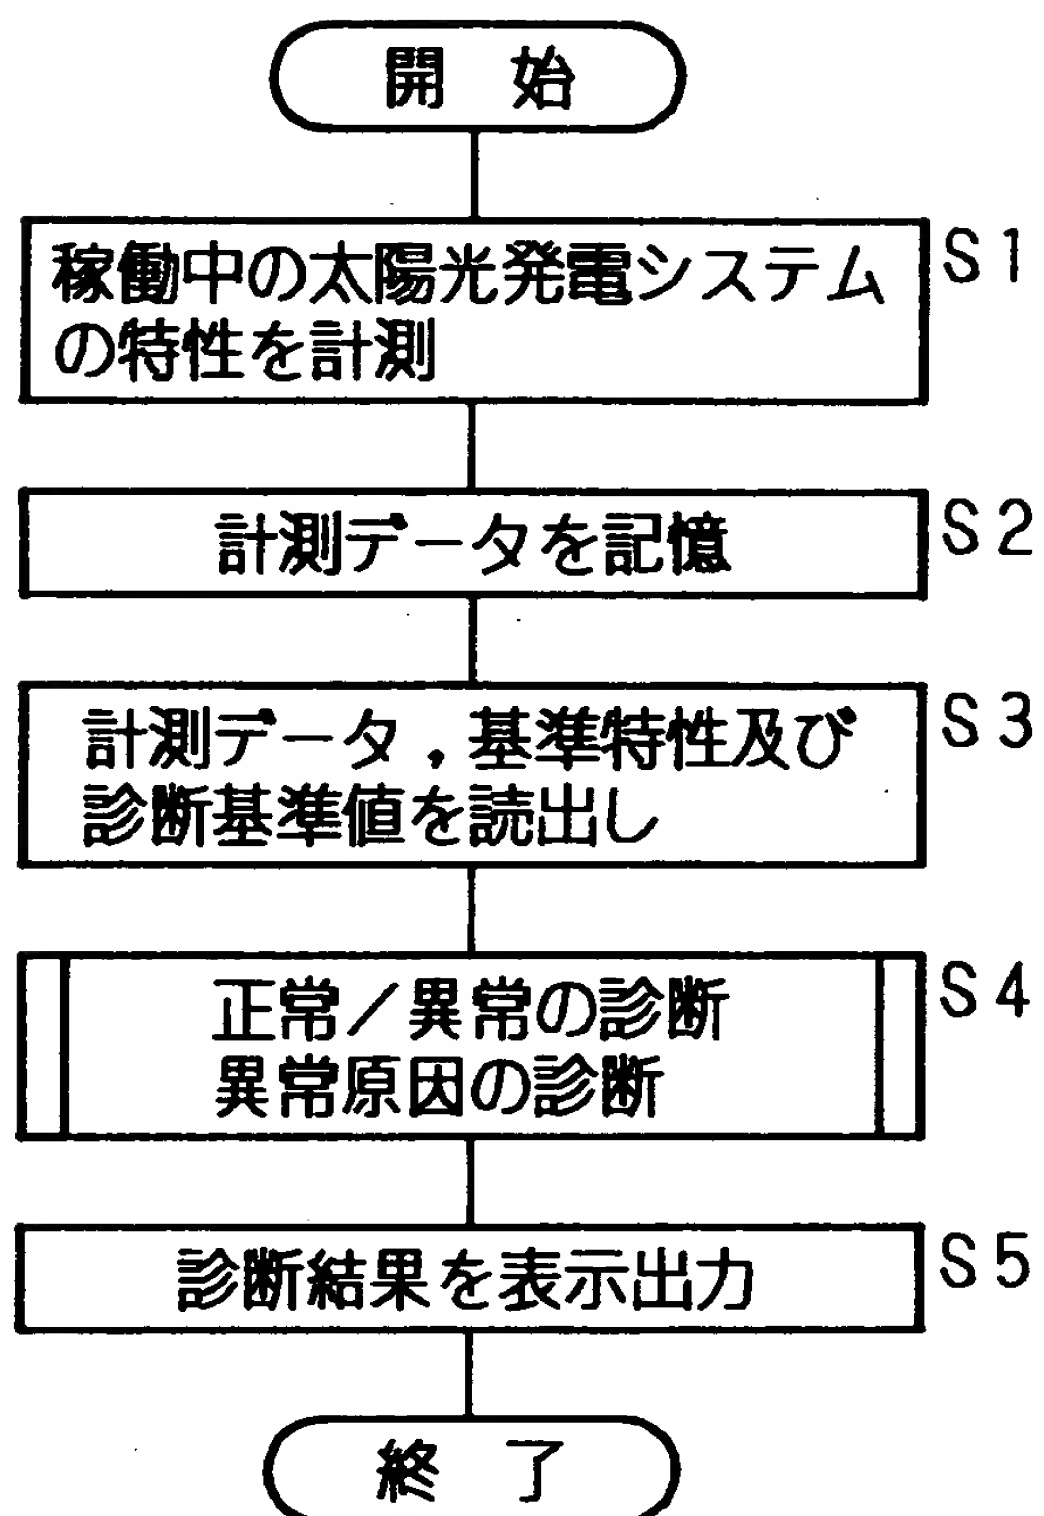 開 始
稼働中の太陽光発電システム
の特性を計測
S1
計測データを記憶
S2
計測データ,基準特性及び
診断基準値を読出し
S3
正常/異常の診断
異常原因の診断
S4
診断結果を表示出力
S5
終 了